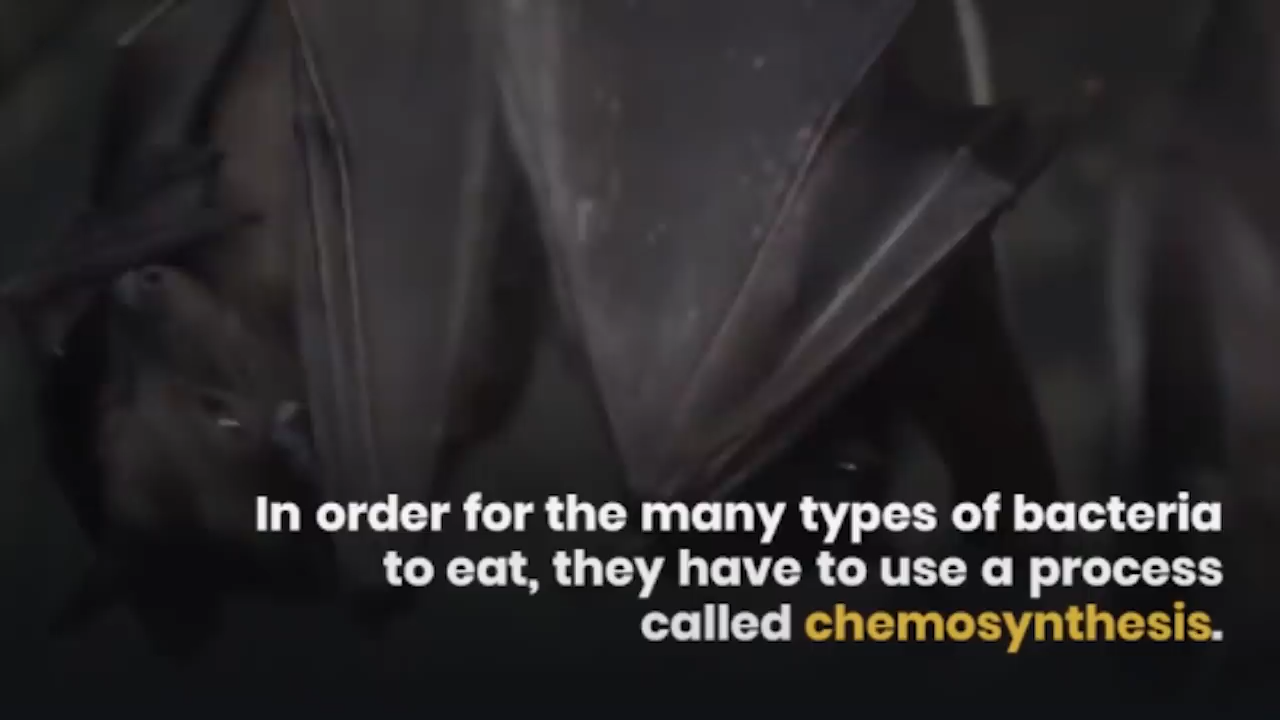 In order for the many types of bacteria
to eat, they have to use a process
called chemosynthesis.